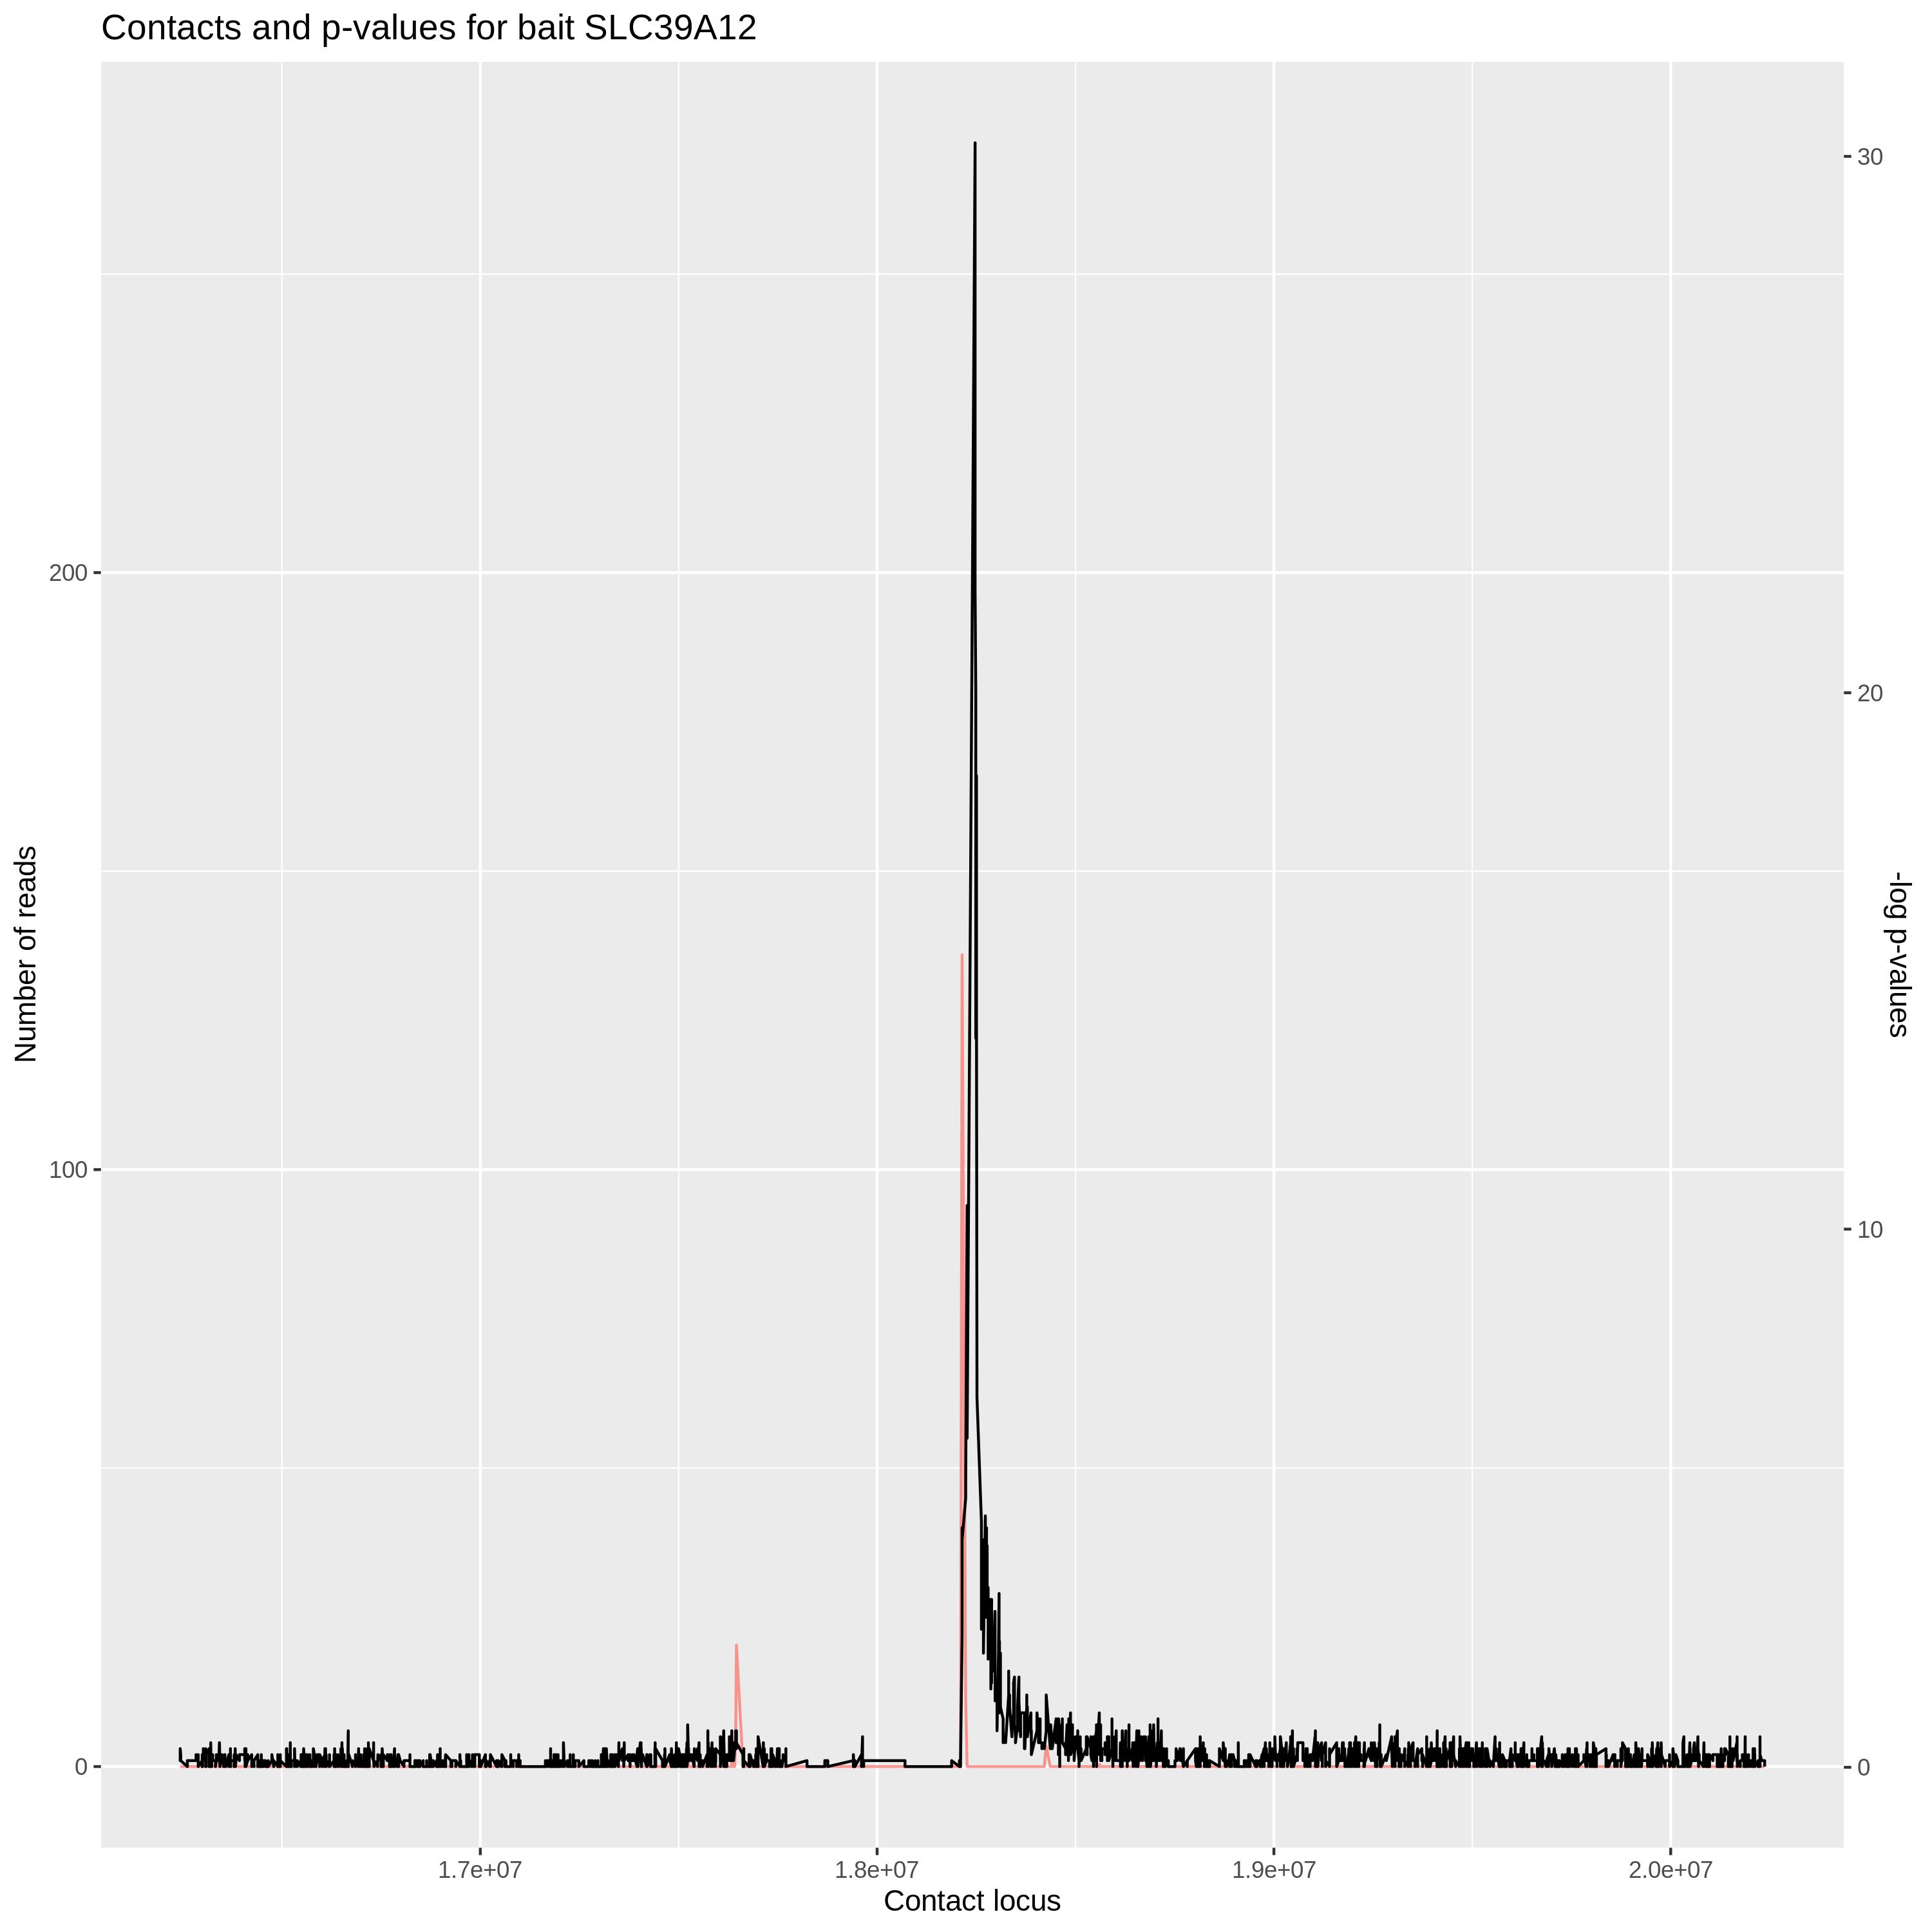 Contacts and p-values for bait SLC39A12
Number of reads
200
100
0
30
20
10
0
-log p-values
1.7e+07 1.8e+07 1.9e+07 2.0e+07
Contact locus